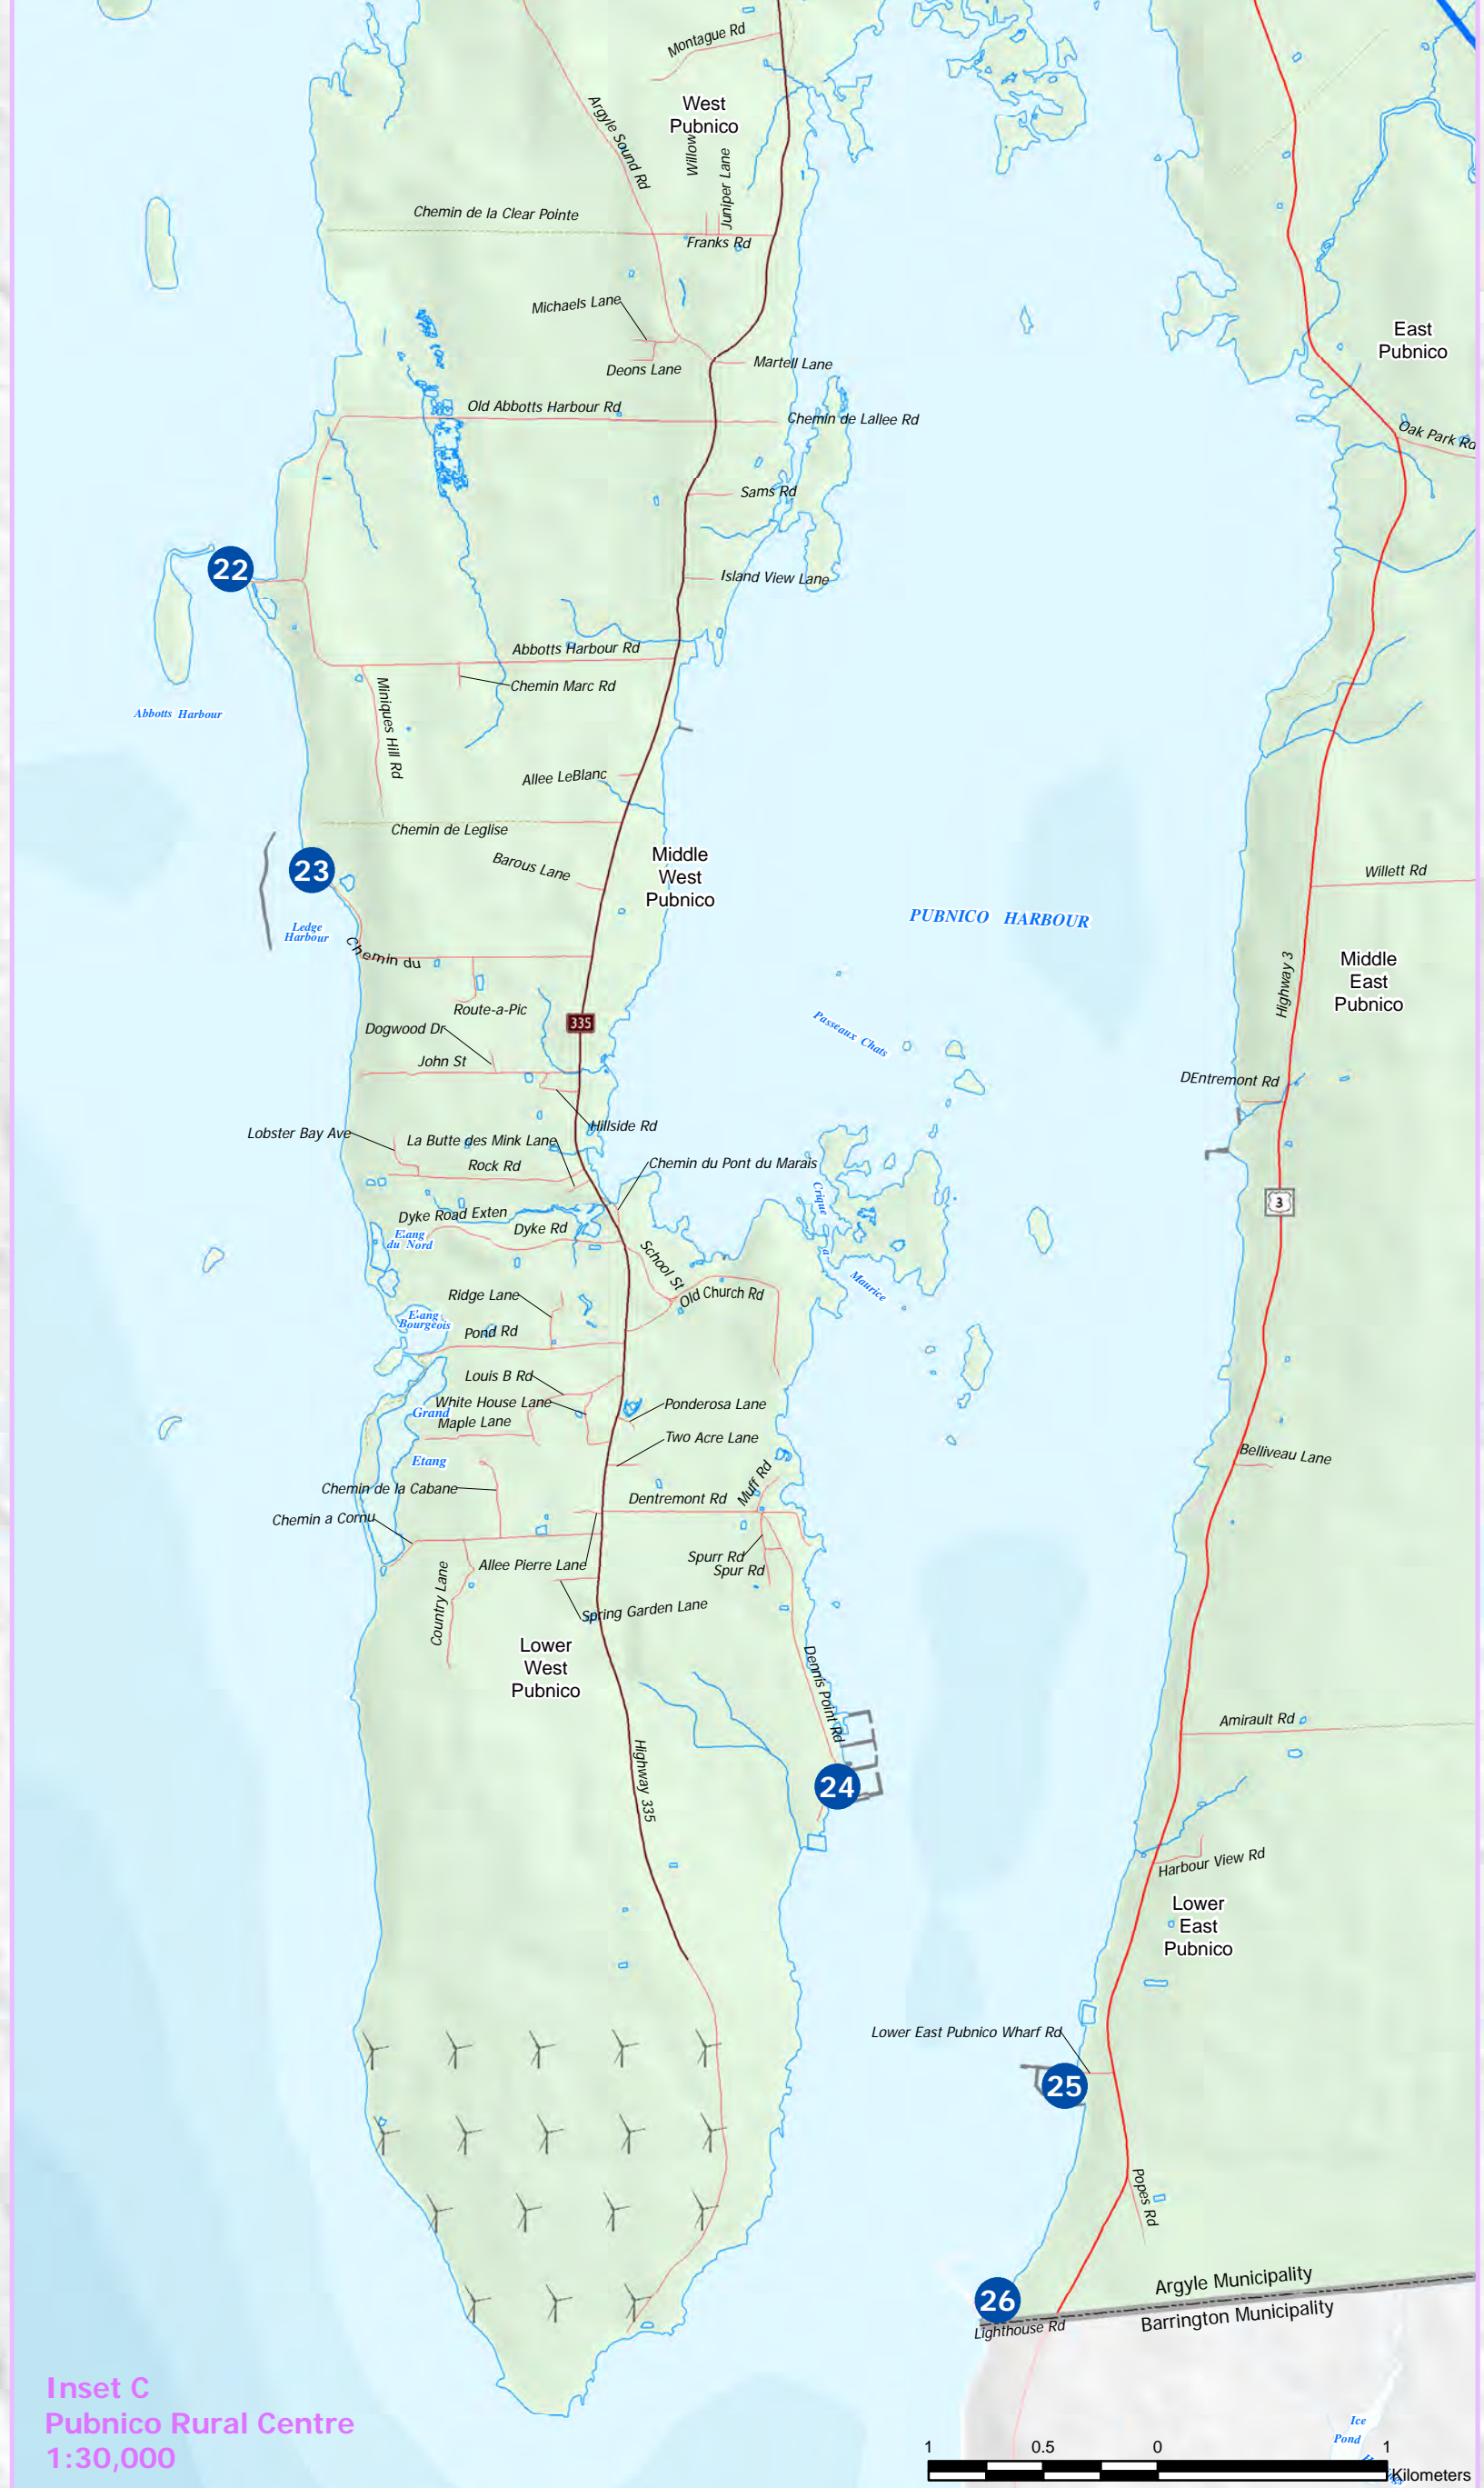 Montague Rd
Argyle Sound Rd
West
Pubnico
Willow
Juniper Lane
Chemin de la Clear Pointe
Franks Rd
Michaels Lane
Deons Lane
Martell Lane
East
Pubnico
Old Abbotts Harbour Rd
Chemin de Lallee Rd
Oak Park Rd
Sams Rd
22
Island View Lane
Abbotts Harbour Rd
Chemin Marc Rd
Miniques Hill Rd
Abbotts Harbour
Allee LeBlanc
Chemin de Leglise
Barous Lane
Middle
West
Pubnico
23
Willett Rd
PUBNICO HARBOUR
Ledge
Harbour
Chemin du
Highway 3
Middle
East
Pubnico
Route-a-Pic
335
Dogwood Dr
Passeaux Chats
John St
DEntremont Rd
Hillside Rd
Lobster Bay Ave
La Butte des Mink Lane
Rock Rd
Chemin du Pont du Marais
Crique
a
Maurice
3
Dyke Road Exten
Dyke Rd
Etang
du Nord
School St
Old Church Rd
Ridge Lane
Etang
Bourgeois
Pond Rd
Louis B Rd
White House Lane
Ponderosa Lane
Grand
Maple Lane
Two Acre Lane
Belliveau Lane
Etang
Chemin de la Cabane
Dentremont Rd
Muff Rd
Chemin a Cornu
Allee Pierre Lane
Spurr Rd
Spur Rd
Country Lane
Spring Garden Lane
Lower
West
Pubnico
Dennis Point Rd
Amirault Rd
Highway 335
24
Harbour View Rd
Lower
East
Pubnico
Lower East Pubnico Wharf Rd
25
Popes Rd
Argyle Municipality
26
Barrington Municipality
Lighthouse Rd
Inset C
Pubnico Rural Centre
1:30,000
Ice
Pond
1 0.5 0 1
Kilometers